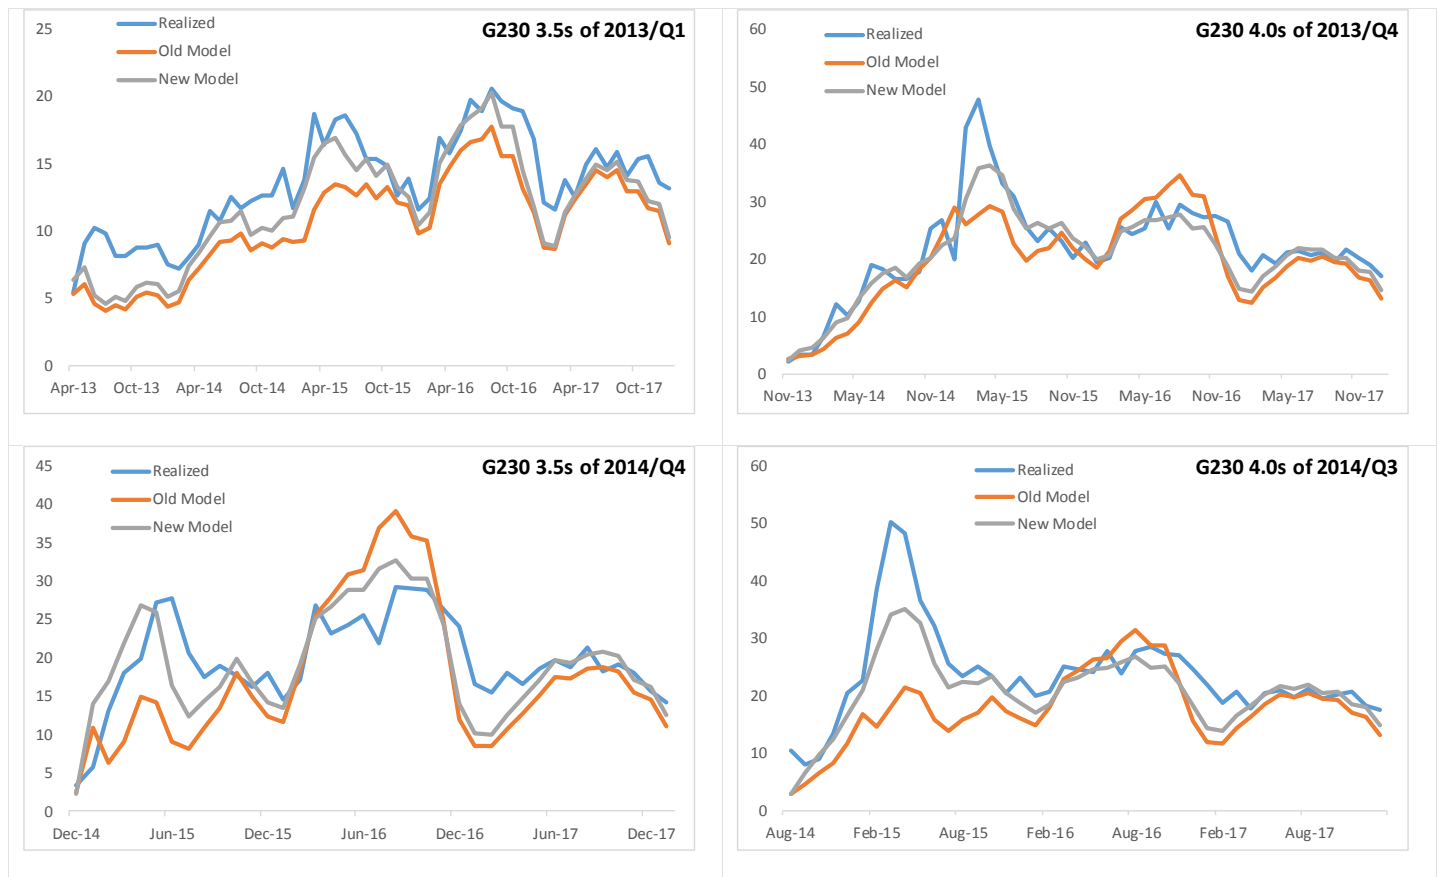 G230 3.5s of 2013/Q1
Realized
Old Model
New Model
25
20
15
10
5
0
Apr-13 Oct-13 Apr-14 Oct-14 Apr-15 Oct-15 Apr-16 Oct-16 Apr-17 Oct-17
G230 4.0s of 2013/Q4
Realized
Old Model
New Model
60
50
40
30
20
10
0
Nov-13 May-14 Nov-14 May-15 Nov-15 May-16 Nov-16 May-17 Nov-17
G230 3.5s of 2014/Q4
Realized
Old Model
New Model
45
40
35
30
25
20
15
10
5
0
Dec-14 Jun-15 Dec-15 Jun-16 Dec-16 Jun-17 Dec-17
G230 4.0s of 2014/Q3
Realized
Old Model
New Model
60
50
40
30
20
10
0
Aug-14 Feb-15 Aug-15 Feb-16 Aug-16 Feb-17 Aug-17